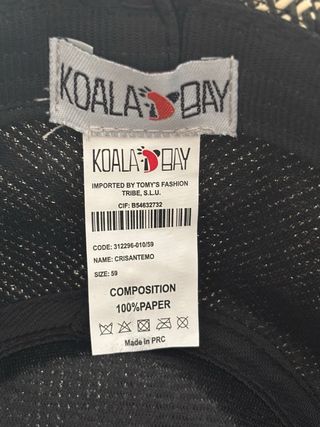 KOALA BAY
KOALA BAY
IMPORTED BY TOMY'S FASHION
TRIBE, S.L.U.
CIF: B54632732
CODE: 312296-010/59
NAME: CRISANTEMO
SIZE: 59
COMPOSITION
100%PAPER
Made in PRC